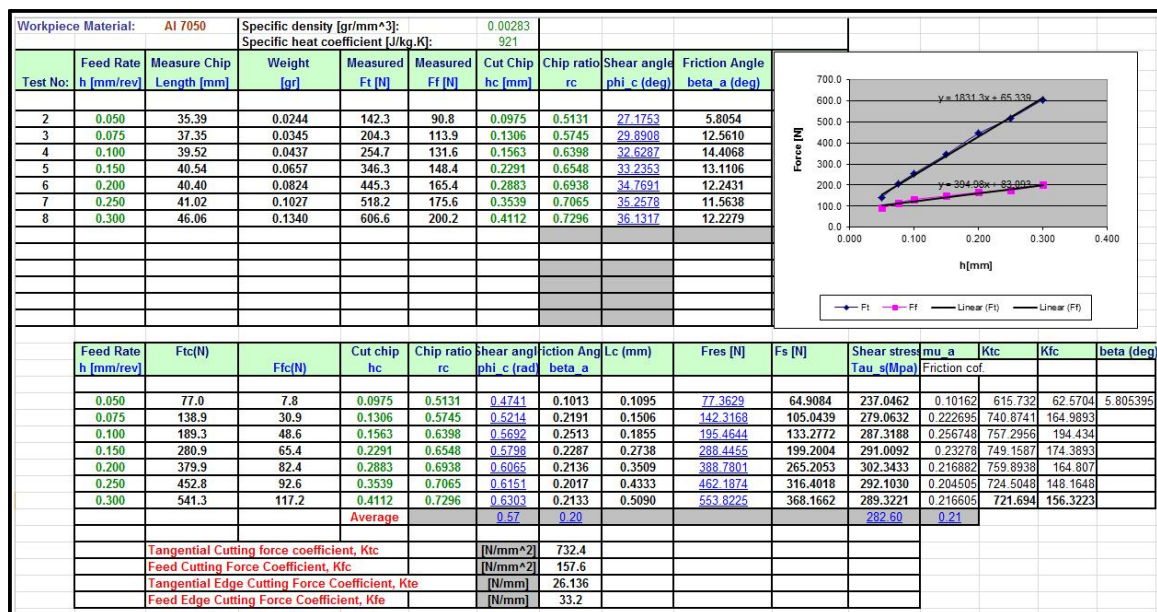 Workpiece Material: Al 7050 Specific density [gr/mm^3]: 0.00283
Specific heat coefficient [J/kg.K]: 921
Feed Rate Measure Chip Weight Measured Measured Cut Chip Chip ratio Shear angle Friction Angle
Test No: h [mm/rev] Length [mm] [gr] Ft [N] Ff [N] hc [mm] rc phi_c (deg) beta_a (deg)
2 0.050 35.39 0.0244 142.3 90.8 0.0975 0.5131 27.1753 5.8054
3 0.075 37.35 0.0345 204.3 113.9 0.1306 0.5745 29.8908 12.5610
4 0.100 39.52 0.0437 254.7 131.6 0.1563 0.6398 32.6287 14.4068
5 0.150 40.54 0.0657 346.3 148.4 0.2291 0.6548 33.2353 13.1106
6 0.200 40.40 0.0824 445.3 165.4 0.2883 0.6938 34.7691 12.2431
7 0.250 41.02 0.1027 518.2 175.6 0.3539 0.7065 35.2578 11.5638
8 0.300 46.06 0.1340 606.6 200.2 0.4112 0.7296 36.1317 12.2279
700.0
600.0
500.0
400.0
300.0
200.0
100.0
0.0
Force [N]
y = 1831.3x + 65.339
y = 394.98x + 83.893
0.000 0.100 0.200 0.300 0.400
h[mm]
Ft Ff Linear (Ft) Linear (Ff)
Feed Rate Ftc(N) Cut chip Chip ratio Shear angl riction Ang Lc (mm) Fres [N] Fs [N] Shear stres mu_a Ktc Kfc beta (deg)
h [mm/rev] Ffc(N) hc rc phi_c (rad) beta_a Tau_s(Mpa) Friction cof.
0.050 77.0 7.8 0.0975 0.5131 0.4741 0.1013 0.1095 77.3629 64.9084 237.0462 0.10162 615.732 62.5704 5.805395
0.075 138.9 30.9 0.1306 0.5745 0.5214 0.2191 0.1506 142.3168 105.0439 279.0632 0.222695 740.8741 164.9893
0.100 189.3 48.6 0.1563 0.6398 0.5692 0.2513 0.1855 195.4644 133.2772 287.3188 0.256748 757.2956 194.434
0.150 280.9 65.4 0.2291 0.6548 0.5798 0.2287 0.2738 288.4455 199.2004 291.0092 0.23278 749.1587 174.3893
0.200 379.9 82.4 0.2883 0.6938 0.6065 0.2136 0.3509 388.7801 265.2053 302.3433 0.216882 759.8938 164.807
0.250 452.8 92.6 0.3539 0.7065 0.6151 0.2017 0.4333 462.1874 316.4018 292.1030 0.204505 724.5048 148.1648
0.300 541.3 117.2 0.4112 0.7296 0.6303 0.2133 0.5090 553.8225 368.1662 289.3221 0.216605 721.694 156.3223
Average 0.57 0.20 282.60 0.21
Tangential Cutting force coefficient, Ktc [N/mm^2] 732.4
Feed Cutting Force Coefficient, Kfc [N/mm^2] 157.6
Tangential Edge Cutting Force Coefficient, Kte [N/mm] 26.136
Feed Edge Cutting Force Coefficient, Kfe [N/mm] 33.2